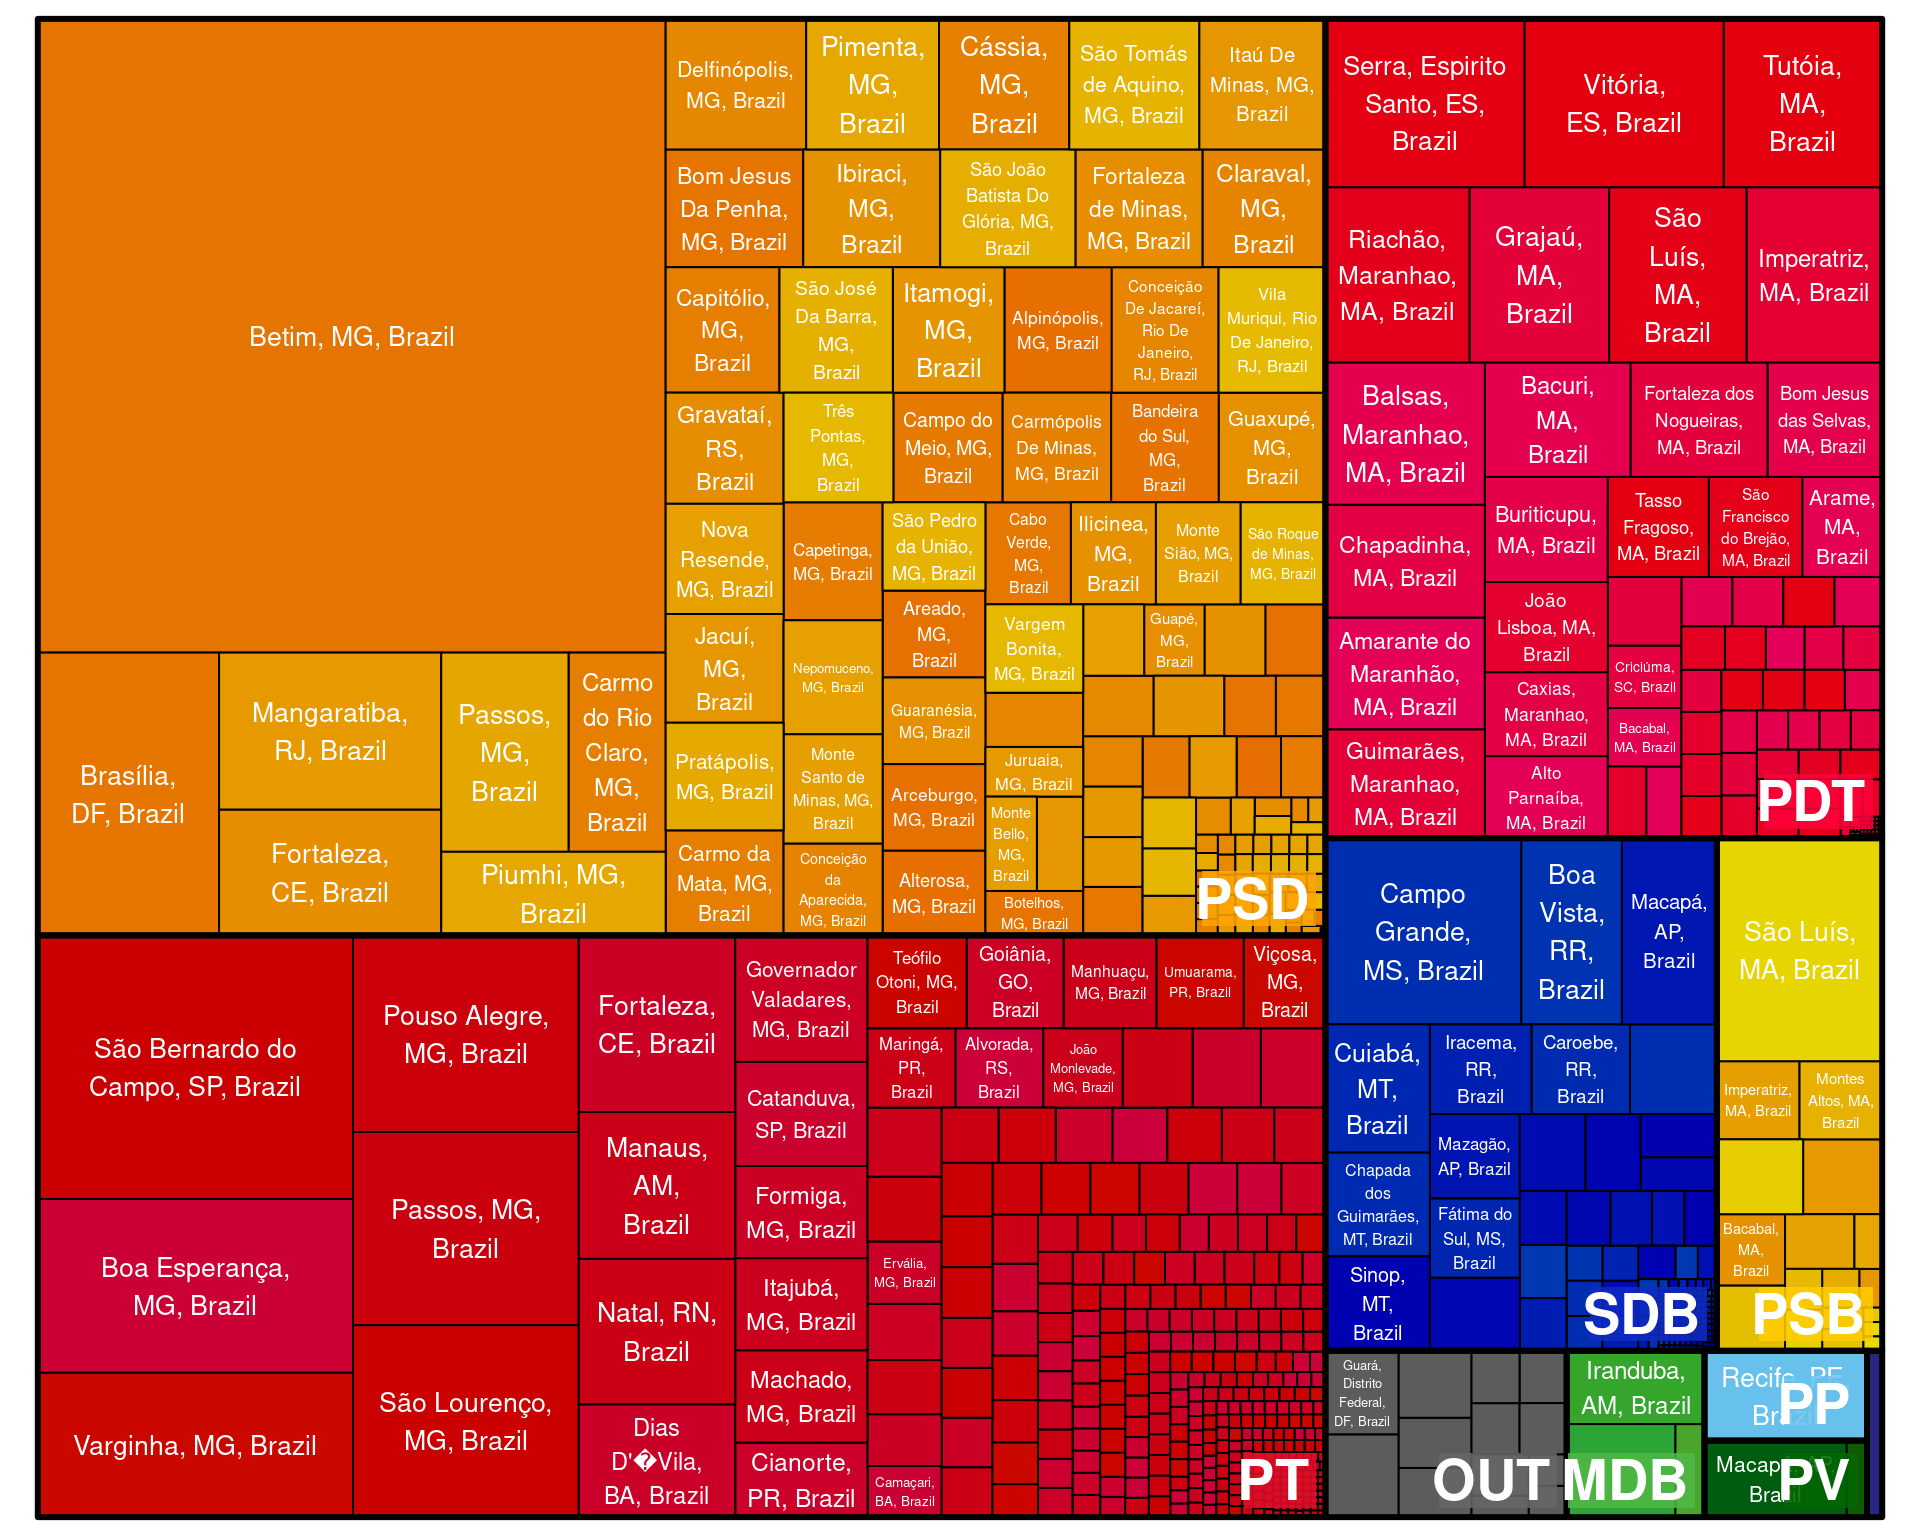 Betim, MG, Brazil
Brasília,
DF, Brazil
Mangaratiba,
RJ, Brazil
Fortaleza,
CE, Brazil
Passos,
MG,
Brazil
Carmo
do Rio
Claro,
MG,
Brazil
Piumhi, MG,
Brazil
Delfinópolis,
MG, Brazil
Pimenta,
MG,
Brazil
Cássia,
MG,
Brazil
São Tomás
de Aquino,
MG, Brazil
Itaú De
Minas, MG,
Brazil
Bom Jesus
Da Penha,
MG, Brazil
Ibiraci,
MG,
Brazil
São João
Batista Do
Glória, MG,
Brazil
Fortaleza
de Minas,
MG, Brazil
Claraval,
MG,
Brazil
Capitólio,
MG,
Brazil
São José
Da Barra,
MG,
Brazil
Itamogi,
MG,
Brazil
Alpinópolis,
MG, Brazil
Conceição
De Jacareí,
Rio De
Janeiro,
RJ, Brazil
Vila
Muriqui, Rio
De Janeiro,
RJ, Brazil
Gravataí,
RS,
Brazil
Três
Pontas,
MG,
Brazil
Campo do
Meio, MG,
Brazil
Carmópolis
De Minas,
MG, Brazil
Bandeira
do Sul,
MG,
Brazil
Guaxupé,
MG,
Brazil
Nova
Resende,
MG, Brazil
Jacuí,
MG,
Brazil
Pratápolis,
MG, Brazil
Carmo da
Mata, MG,
Brazil
Capetinga,
MG, Brazil
Nepomuceno,
MG, Brazil
Monte
Santo de
Minas, MG,
Brazil
Conceição
da
Aparecida,
MG, Brazil
São Pedro
da União,
MG, Brazil
Areado,
MG,
Brazil
Guaranésia,
MG, Brazil
Arceburgo,
MG, Brazil
Alterosa,
MG, Brazil
Cabo
Verde,
MG,
Brazil
Ilicinea,
MG,
Brazil
Monte
Sião, MG,
Brazil
São Roque
de Minas,
MG, Brazil
Vargem
Bonita,
MG, Brazil
Guapé,
MG,
Brazil
Juruaia,
MG, Brazil
Monte
Bello,
MG,
Brazil
Botelhos,
MG, Brazil
PSD
Serra, Espirito
Santo, ES,
Brazil
Vitória,
ES, Brazil
Tutóia,
MA,
Brazil
Riachão,
Maranhao,
MA, Brazil
Grajaú,
MA,
Brazil
São
Luís,
MA,
Brazil
Imperatriz,
MA, Brazil
Balsas,
Maranhao,
MA, Brazil
Bacuri,
MA,
Brazil
Fortaleza dos
Nogueiras,
MA, Brazil
Bom Jesus
das Selvas,
MA, Brazil
Chapadinha,
MA, Brazil
Amarante do
Maranhão,
MA, Brazil
Guimarães,
Maranhao,
MA, Brazil
Buriticupu,
MA, Brazil
Tasso
Fragoso,
MA, Brazil
São
Francisco
do Brejão,
MA, Brazil
Arame,
MA,
Brazil
João
Lisboa, MA,
Brazil
Caxias,
Maranhao,
MA, Brazil
Alto
Parnaíba,
MA, Brazil
Criciúma,
SC, Brazil
Bacabal,
MA, Brazil
PDT
São Bernardo do
Campo, SP, Brazil
Boa Esperança,
MG, Brazil
Varginha, MG, Brazil
Pouso Alegre,
MG, Brazil
Passos, MG,
Brazil
São Lourenço,
MG, Brazil
Fortaleza,
CE, Brazil
Manaus,
AM,
Brazil
Natal, RN,
Brazil
Dias
D'�Vila,
BA, Brazil
Governador
Valadares,
MG, Brazil
Catanduva,
SP, Brazil
Formiga,
MG, Brazil
Itajubá,
MG, Brazil
Machado,
MG, Brazil
Cianorte,
PR, Brazil
Teófilo
Otoni, MG,
Brazil
Goiânia,
GO,
Brazil
Manhuaçu,
MG, Brazil
Umuarama,
PR, Brazil
Viçosa,
MG,
Brazil
Maringá,
PR,
Brazil
Alvorada,
RS,
Brazil
João
Monlevade,
MG, Brazil
Ervália,
MG, Brazil
Camaçari,
BA, Brazil
PT
Campo
Grande,
MS, Brazil
Boa
Vista,
RR,
Brazil
Macapá,
AP,
Brazil
Cuiabá,
MT,
Brazil
Iracema,
RR,
Brazil
Caroebe,
RR,
Brazil
Chapada
dos
Guimarães,
MT, Brazil
Mazagão,
AP, Brazil
Fátima do
Sul, MS,
Brazil
Sinop,
MT,
Brazil
SDB
São Luís,
MA, Brazil
Imperatriz,
MA, Brazil
Montes
Altos, MA,
Brazil
Bacabal,
MA,
Brazil
PSB
Guará,
Distrito
Federal,
DF, Brazil
OUT
Iranduba,
AM, Brazil
MDB
Recife, PE,
Brazil
PP
Macapá, AP,
Brazil
PV